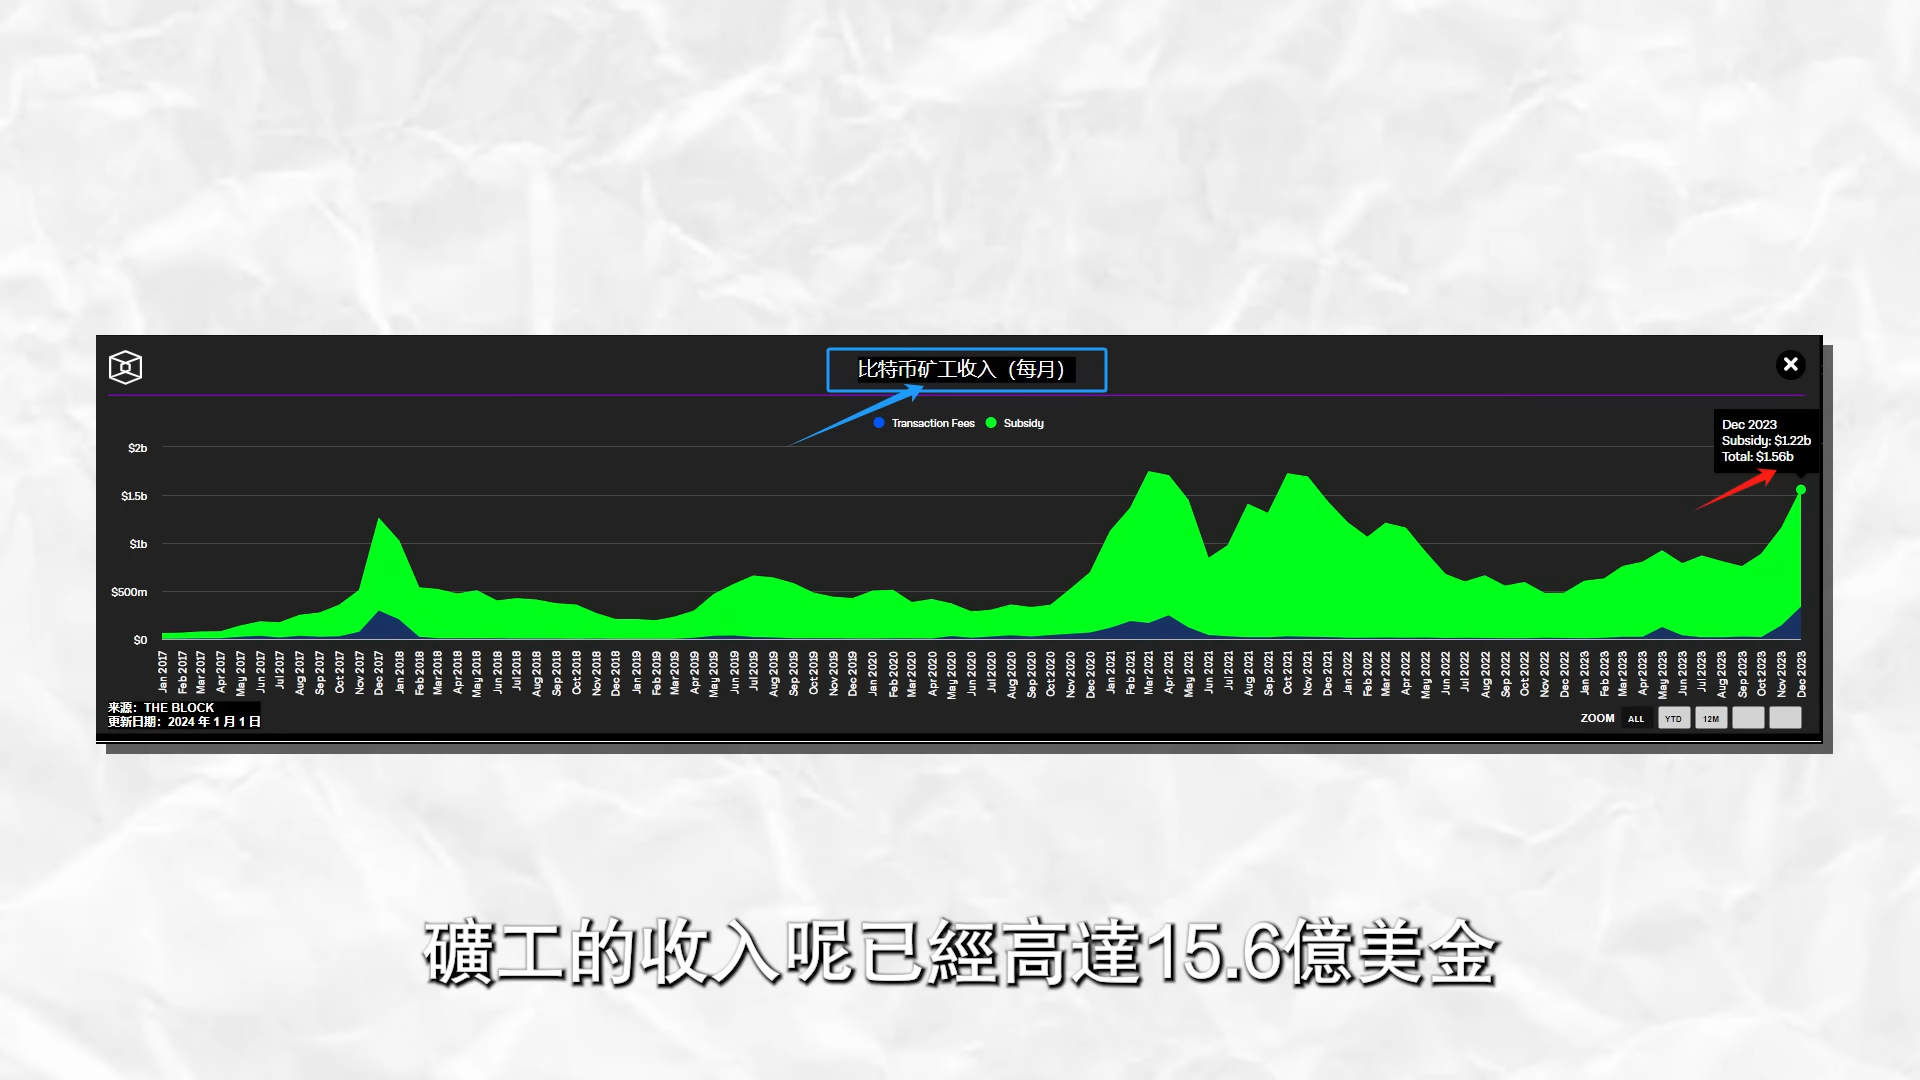 比特币矿工收入（每月）
Transaction Fees
Subsidy
Dec 2023
Subsidy: $1.22b
Total: $1.56b
$2b
$1.5b
$1b
$500m
$0
Jan 2017
Feb 2017
Mar 2017
Apr 2017
May 2017
Jun 2017
Jul 2017
Aug 2017
Sep 2017
Oct 2017
Nov 2017
Dec 2017
Jan 2018
Feb 2018
Mar 2018
Apr 2018
May 2018
Jun 2018
Jul 2018
Aug 2018
Sep 2018
Oct 2018
Nov 2018
Dec 2018
Jan 2019
Feb 2019
Mar 2019
Apr 2019
May 2019
Jun 2019
Jul 2019
Aug 2019
Sep 2019
Oct 2019
Nov 2019
Dec 2019
Jan 2020
Feb 2020
Mar 2020
Apr 2020
May 2020
Jun 2020
Jul 2020
Aug 2020
Sep 2020
Oct 2020
Nov 2020
Dec 2020
Jan 2021
Feb 2021
Mar 2021
Apr 2021
May 2021
Jun 2021
Jul 2021
Aug 2021
Sep 2021
Oct 2021
Nov 2021
Dec 2021
Jan 2022
Feb 2022
Mar 2022
Apr 2022
May 2022
Jun 2022
Jul 2022
Aug 2022
Sep 2022
Oct 2022
Nov 2022
Dec 2022
Jan 2023
Feb 2023
Mar 2023
Apr 2023
May 2023
Jun 2023
Jul 2023
Aug 2023
Sep 2023
Oct 2023
Nov 2023
Dec 2023
来源：THE BLOCK
更新日期：2024 年 1 月 1 日
ZOOM ALL YTD 12M
礦工的收入呢已經高達15.6億美金